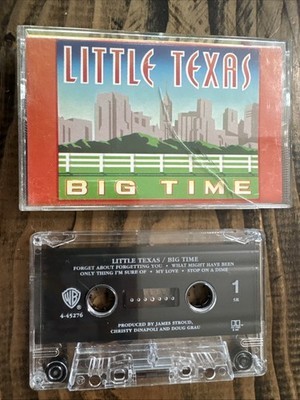 LITTLE TEXAS
BIG TIME
LITTLE TEXAS / BIG TIME
FORGET ABOUT FORGETTING YOU • WHAT MIGHT HAVE BEEN
ONLY THING I'M SURE OF • MY LOVE • STOP ON A DIME
WB
4-45276
1
PRODUCED BY JAMES STROUD,
CHRISTY DINAPOLI AND DOUG GRAU